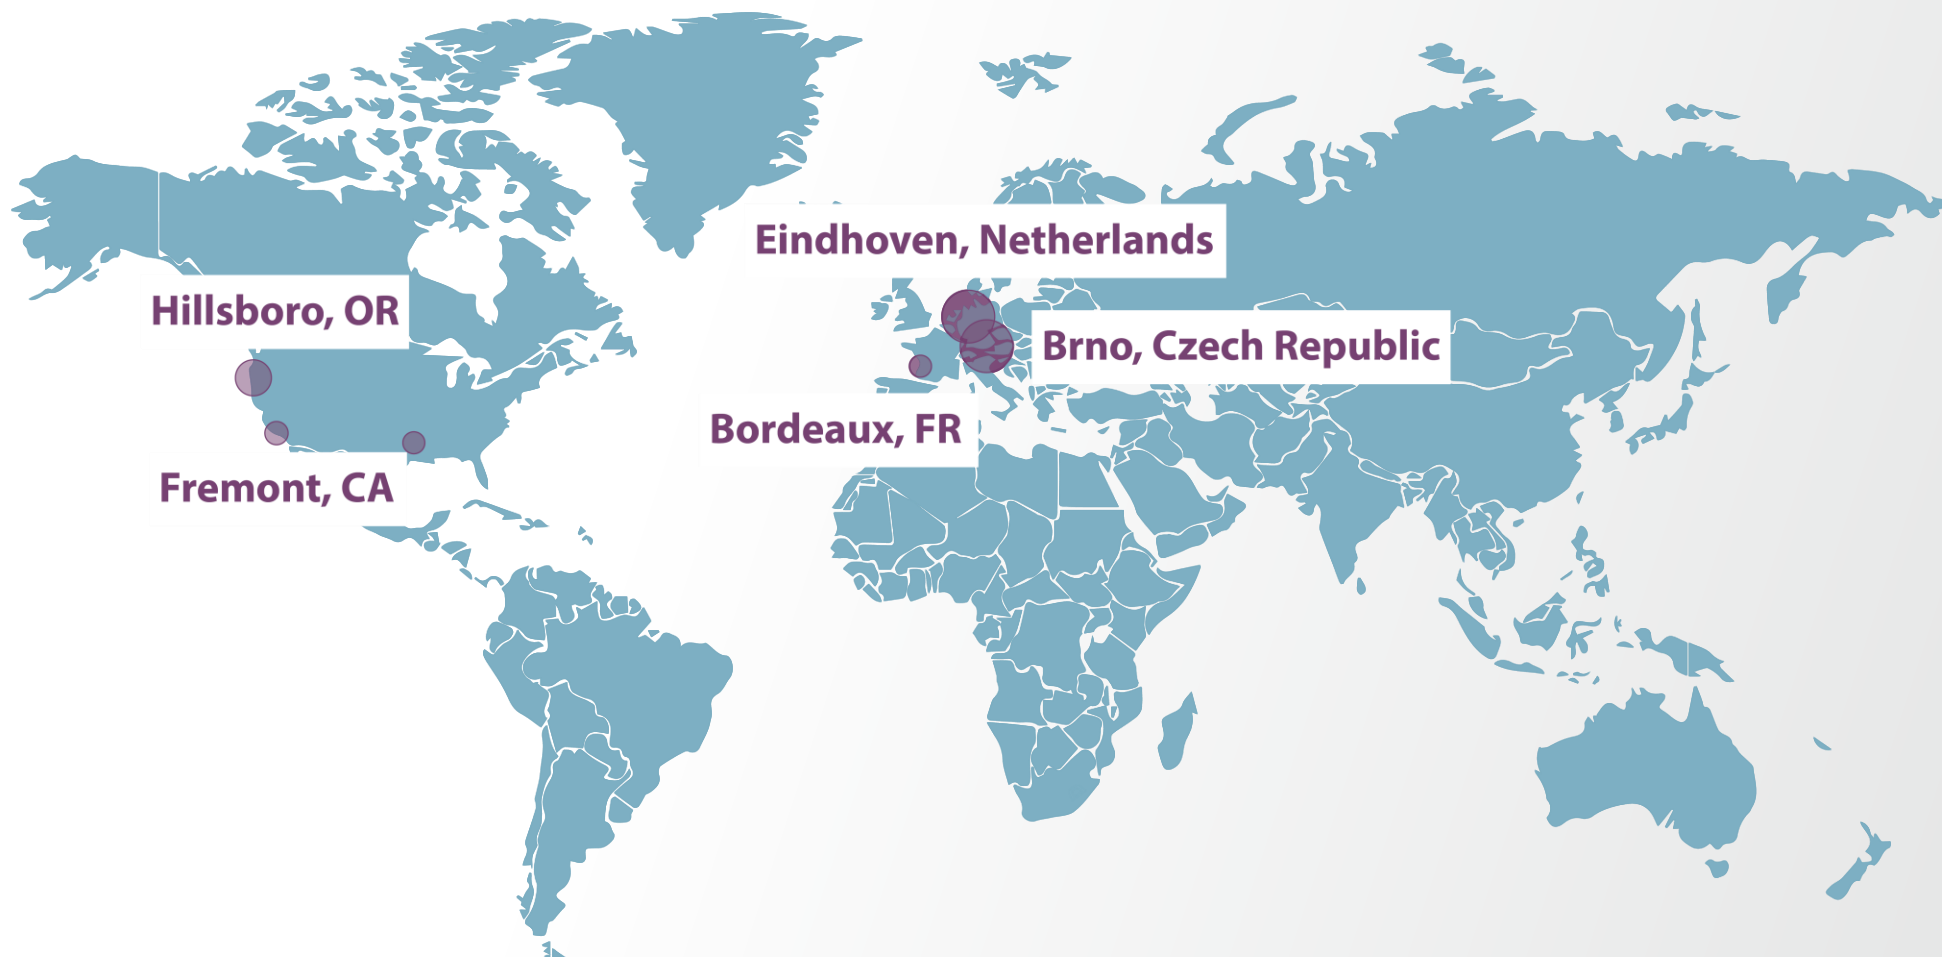 Eindhoven, Netherlands
Hillsboro, OR
Brno, Czech Republic
Bordeaux, FR
Fremont, CA